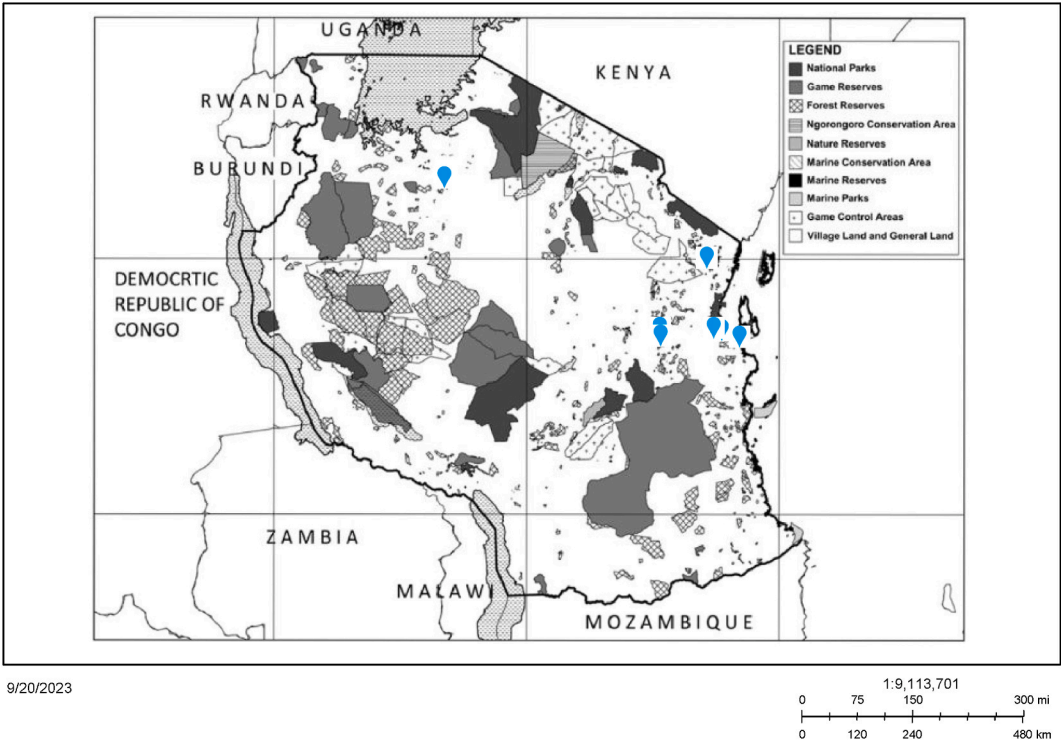 UGANDA
KENYA
RWANDA
BURUNDI
DEMOCRTIC
REPUBLIC OF
CONGO
ZAMBIA
MALAWI
MOZAMBIQUE
LEGEND
National Parks
Game Reserves
Forest Reserves
Ngorongoro Conservation Area
Nature Reserves
Marine Conservation Area
Marine Reserves
Marine Parks
Game Control Areas
Village Land and General Land
9/20/2023
1:9,113,701
0 75 150 300 mi
0 120 240 480 km